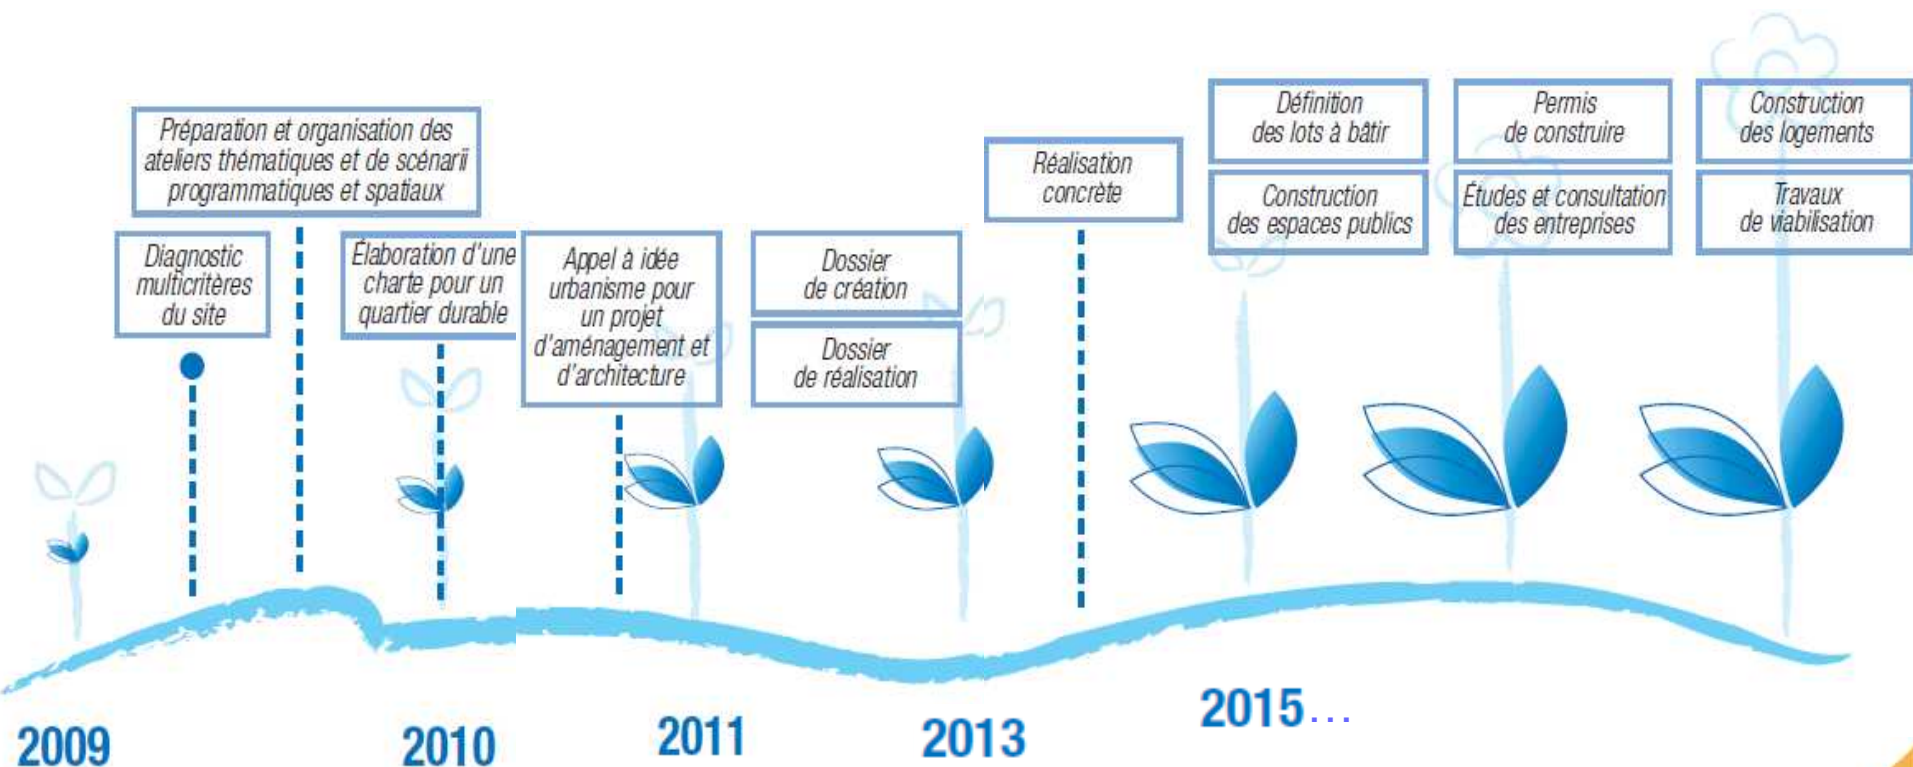 Préparation et organisation des
ateliers thématiques et de scénarii
programmatiques et spatiaux
Diagnostic
multicritères
du site
Élaboration d'une
charte pour un
quartier durable
Appel à idée
urbanisme pour
un projet
d'aménagement et
d'architecture
Dossier
de création
Dossier
de réalisation
Réalisation
concrète
Définition
des lots à bâtir
Construction
des espaces publics
Permis
de construire
Études et consultation
des entreprises
Construction
des logements
Travaux
de viabilisation
2009
2010
2011
2013
2015...